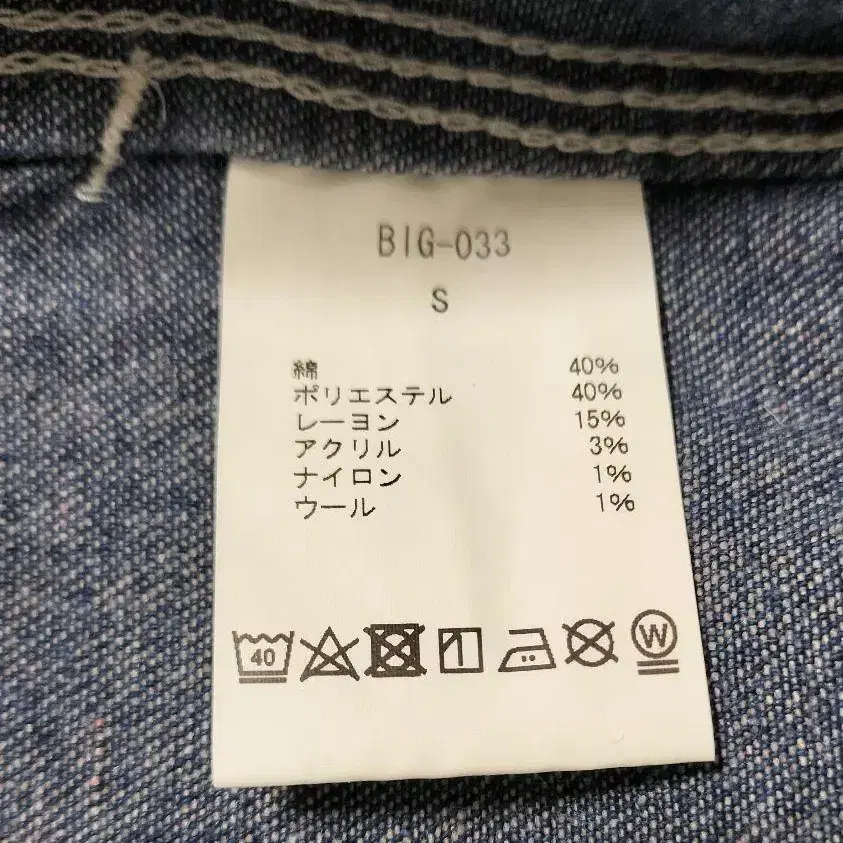 BIG-033
S
綿 40%
ポリエステル 40%
レーヨン 15%
アクリル 3%
ナイロン 1%
ウール 1%
40
W